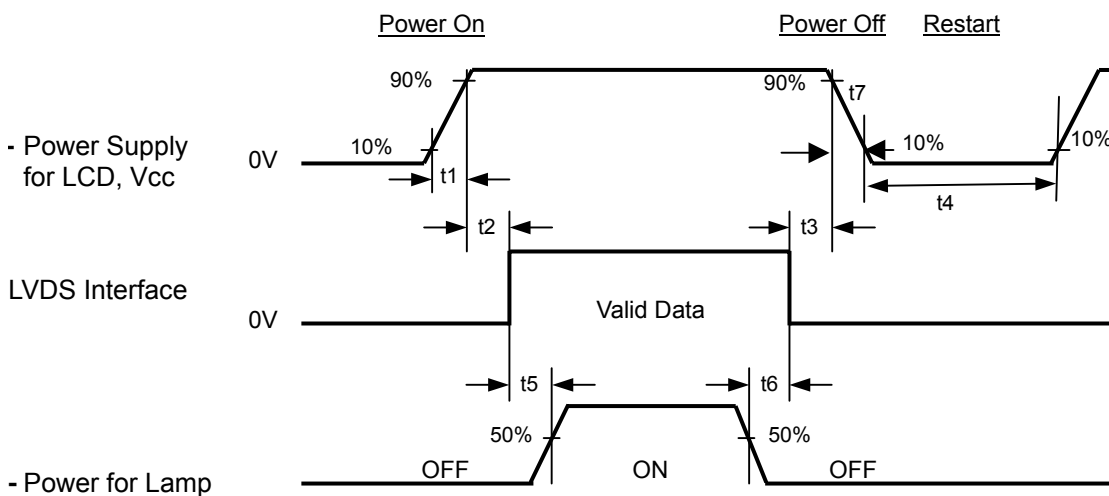 Power On
Power Off
Restart
90%
90%
t7
- Power Supply
for LCD, Vcc
0V
10%
10%
10%
t1
t4
t2
t3
LVDS Interface
0V
Valid Data
t5
t6
50%
50%
- Power for Lamp
OFF
ON
OFF